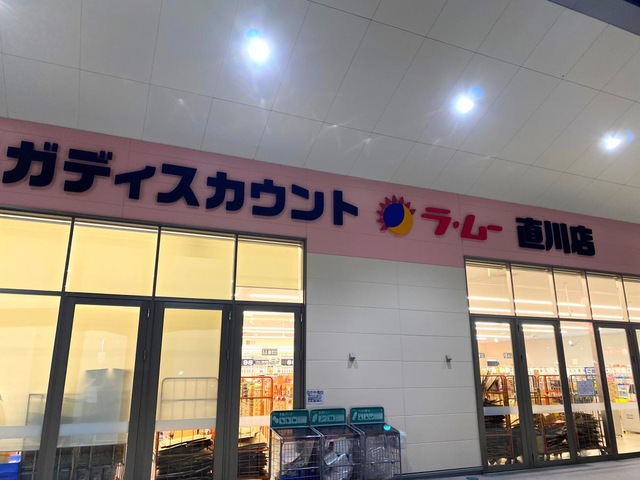 ガディスカウント ラ・ムー 直川店